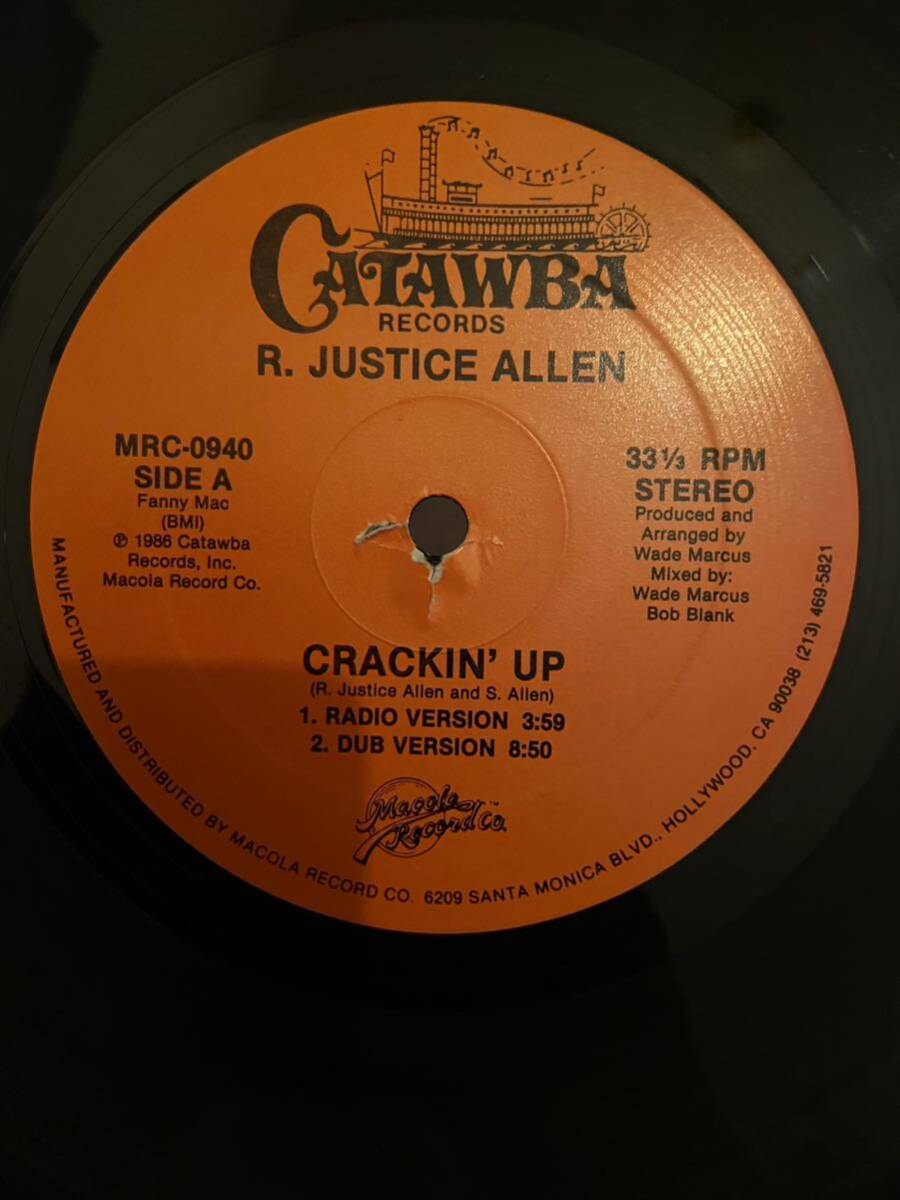 CATAWBA
RECORDS
R. JUSTICE ALLEN
MRC-0940
SIDE A
Fanny Mac
(BMI)
℗ 1986 Catawba
Records, Inc.
Macola Record Co.
33⅓ RPM
STEREO
Produced and
Arranged by
Wade Marcus
Mixed by:
Wade Marcus
Bob Blank
CRACKIN' UP
(R. Justice Allen and S. Allen)
1. RADIO VERSION 3:59
2. DUB VERSION 8:50
Macola ™
Record Co.
MANUFACTURED AND DISTRIBUTED BY MACOLA RECORD CO. 6209 SANTA MONICA BLVD., HOLLYWOOD, CA 90038 (213) 469-5821